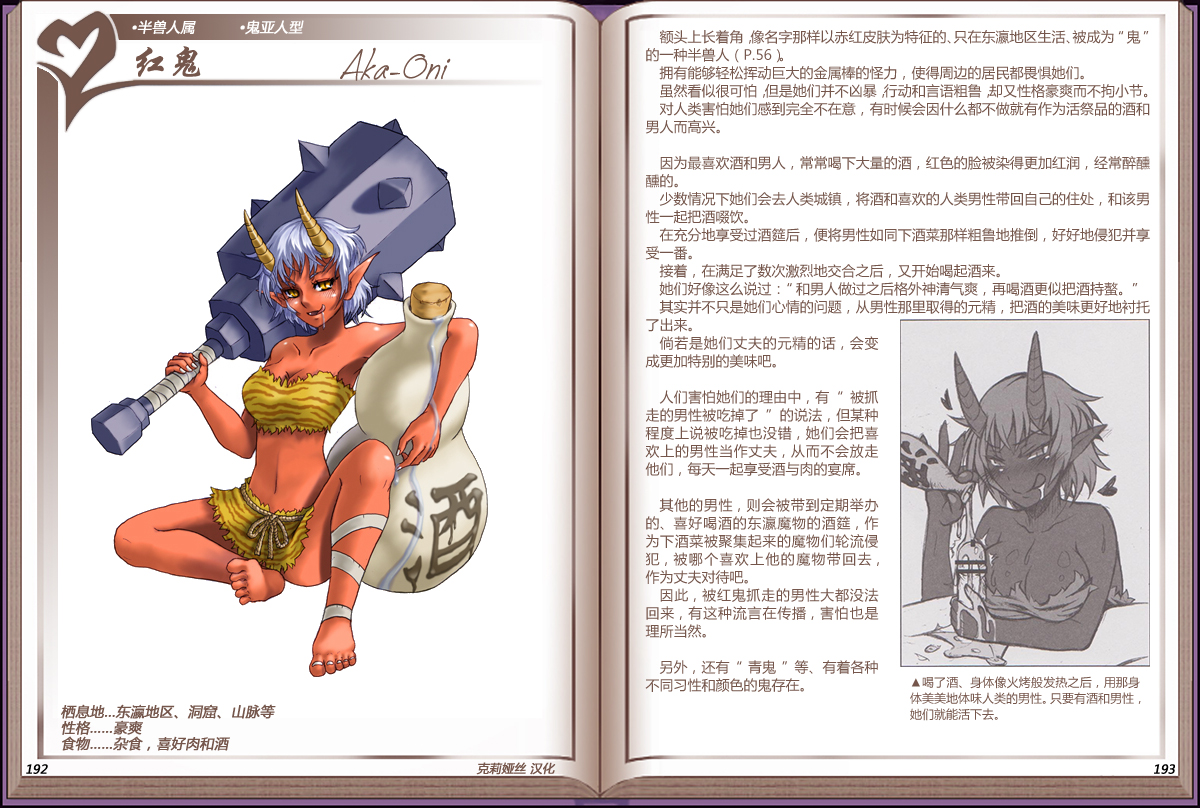 •半兽人属 •鬼亚人型
红鬼 Aka-Oni
酒
栖息地...东瀛地区、洞窟、山脉等
性格......豪爽
食物......杂食，喜好肉和酒
192
克莉娅丝 汉化
额头上长着角,像名字那样以赤红皮肤为特征的、只在东瀛地区生活、被成为“鬼”
的一种半兽人（P.56）。
拥有能够轻松挥动巨大的金属棒的怪力，使得周边的居民都畏惧她们。
虽然看似很可怕,但是她们并不凶暴,行动和言语粗鲁,却又性格豪爽而不拘小节。
对人类害怕她们感到完全不在意，有时候会因什么都不做就有作为活祭品的酒和
男人而高兴。
因为最喜欢酒和男人，常常喝下大量的酒，红色的脸被染得更加红润，经常醉醺
醺的。
少数情况下她们会去人类城镇，将酒和喜欢的人类男性带回自己的住处，和该男
性一起把酒啜饮。
在充分地享受过酒筵后，便将男性如同下酒菜那样粗鲁地推倒，好好地侵犯并享
受一番。
接着，在满足了数次激烈地交合之后，又开始喝起酒来。
她们好像这么说过：“和男人做过之后格外神清气爽，再喝酒更似把酒持螯。”
其实并不只是她们心情的问题，从男性那里取得的元精，把酒的美味更好地衬托
了出来。
倘若是她们丈夫的元精的话，会变
成更加特别的美味吧。
人们害怕她们的理由中，有“ 被抓
走的男性被吃掉了 ”的说法，但某种
程度上说被吃掉也没错，她们会把喜
欢上的男性当作丈夫，从而不会放走
他们，每天一起享受酒与肉的宴席。
其他的男性，则会被带到定期举办
的、喜好喝酒的东瀛魔物的酒筵，作
为下酒菜被聚集起来的魔物们轮流侵
犯，被哪个喜欢上他的魔物带回去，
作为丈夫对待吧。
因此，被红鬼抓走的男性大都没法
回来，有这种流言在传播，害怕也是
理所当然。
另外，还有“ 青鬼 ”等、有着各种
不同习性和颜色的鬼存在。
▲喝了酒、身体像火烤般发热之后，用那身
体美美地体味人类的男性。只要有酒和男性，
她们就能活下去。
193